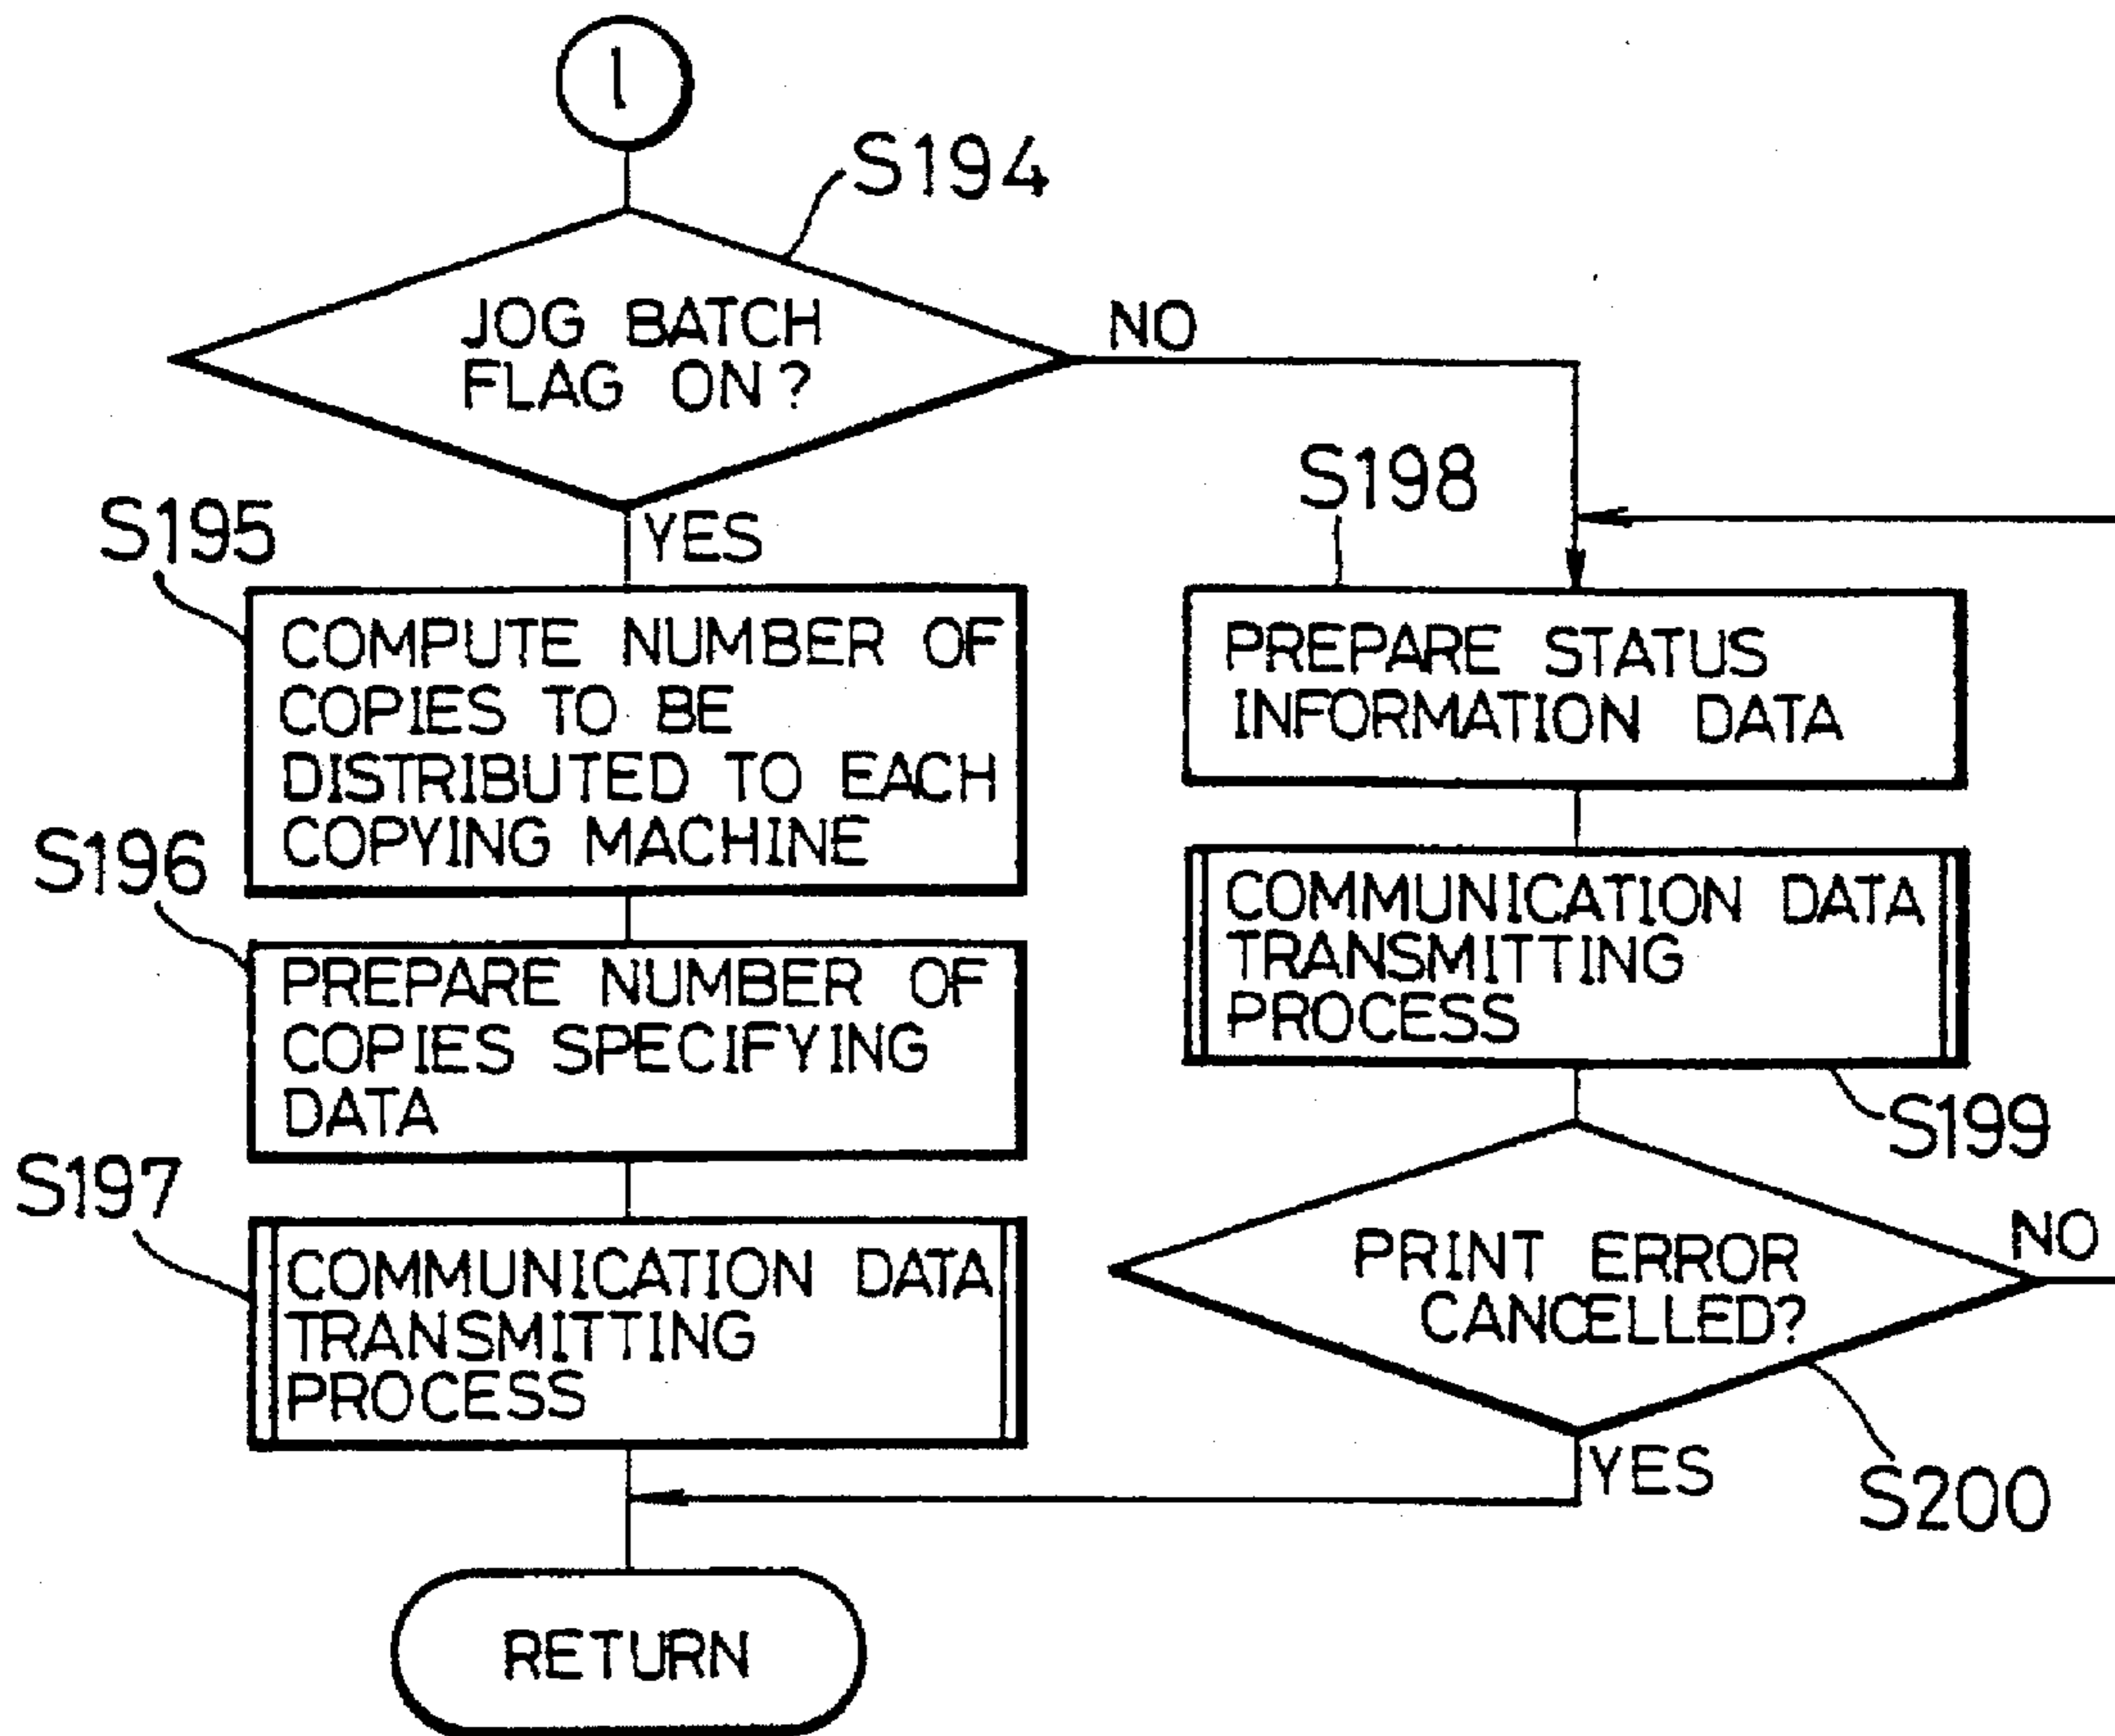 1
S194
JOG BATCH
FLAG ON?
NO
YES
S195
COMPUTE NUMBER OF
COPIES TO BE
DISTRIBUTED TO EACH
COPYING MACHINE
S196
PREPARE NUMBER OF
COPIES SPECIFYING
DATA
S197
COMMUNICATION DATA
TRANSMITTING
PROCESS
S198
PREPARE STATUS
INFORMATION DATA
COMMUNICATION DATA
TRANSMITTING
PROCESS
S199
PRINT ERROR
CANCELLED?
NO
YES
S200
RETURN